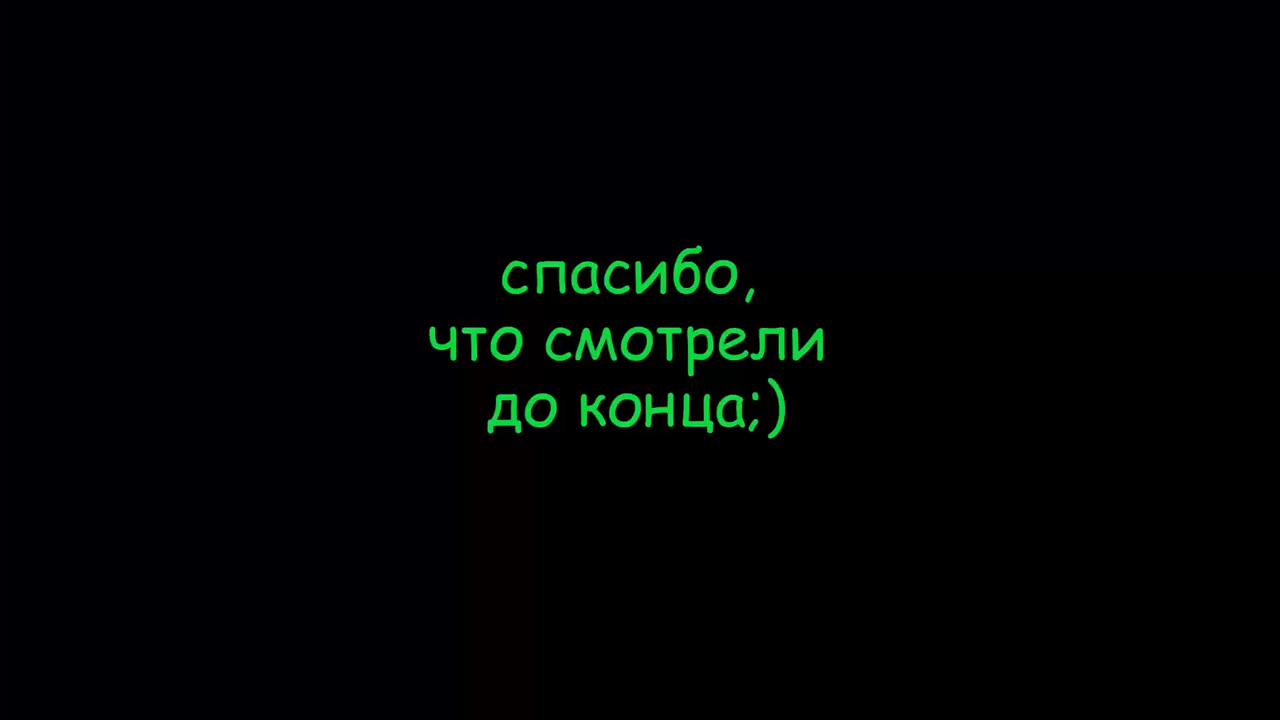 спасибо,
что смотрели
до конца;)